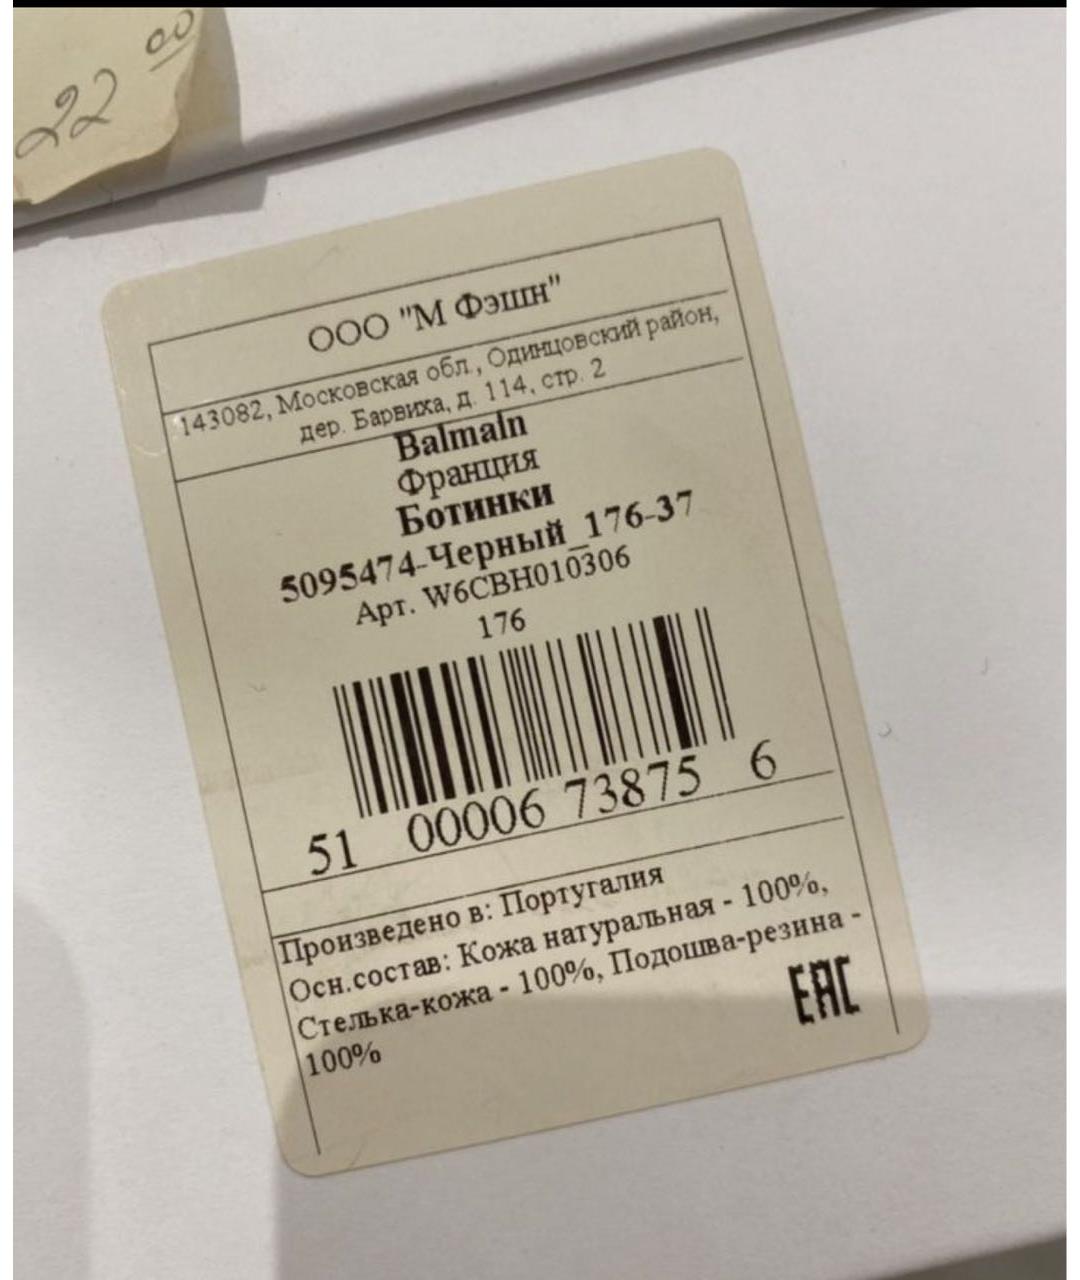 22 00
ООО "М Фэшн"
143082, Московская обл., Одинцовский район,
дер. Барвиха, д. 114, стр. 2
Balmain
Франция
Ботинки
5095474-Черный_176-37
Арт. W6CBH010306
176
51 00006 73875 6
Произведено в: Португалия
Осн.состав: Кожа натуральная - 100%,
Стелька-кожа - 100%, Подошва-резина -
100%
EAC